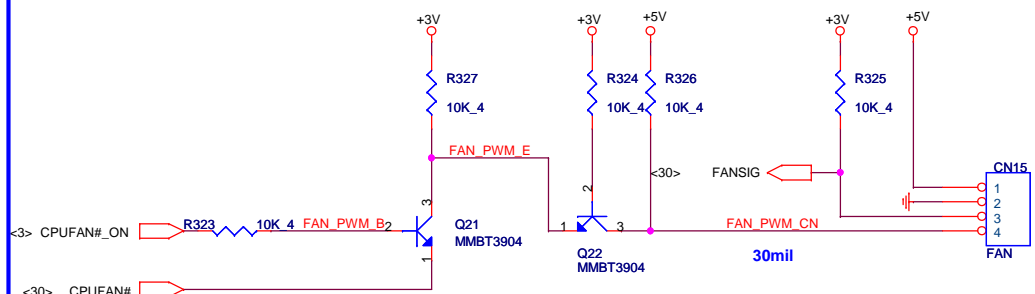 +3V
+3V
+5V
+3V
+5V
R327
10K_4
R324
10K_4
R326
10K_4
R325
10K_4
FAN_PWM_E
<30>
FANSIG
CN15
1
2
3
4
FAN
2
3
<3> CPUFAN#_ON
R323
10K_4
FAN_PWM_B
2
Q21
MMBT3904
1
1
3
Q22
MMBT3904
FAN_PWM_CN
30mil
<30> CPUFAN#